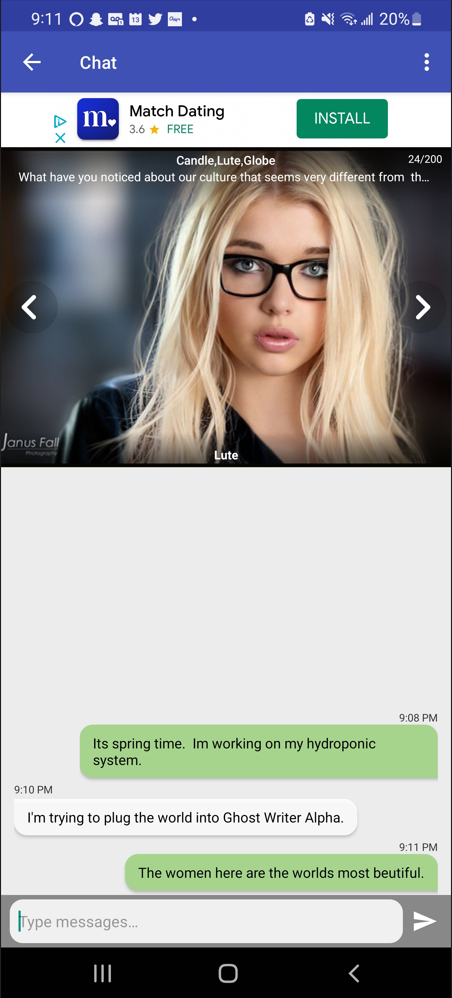 9:11
20%
Chat
m.
Match Dating
3.6 ★ FREE
INSTALL
Candle,Lute,Globe
24/200
What have you noticed about our culture that seems very different from th...
Janus Fall
Photography
Lute
9:08 PM
Its spring time. Im working on my hydroponic
system.
9:10 PM
I'm trying to plug the world into Ghost Writer Alpha.
9:11 PM
The women here are the worlds most beutiful.
Type messages...